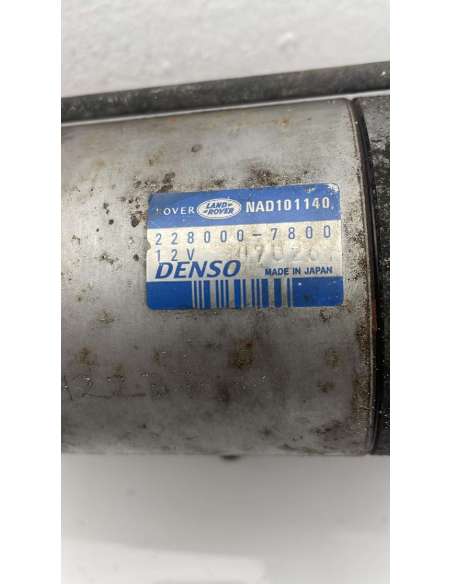 ROVER LAND ROVER NAD101140
228000-7800
12V
DENSO MADE IN JAPAN